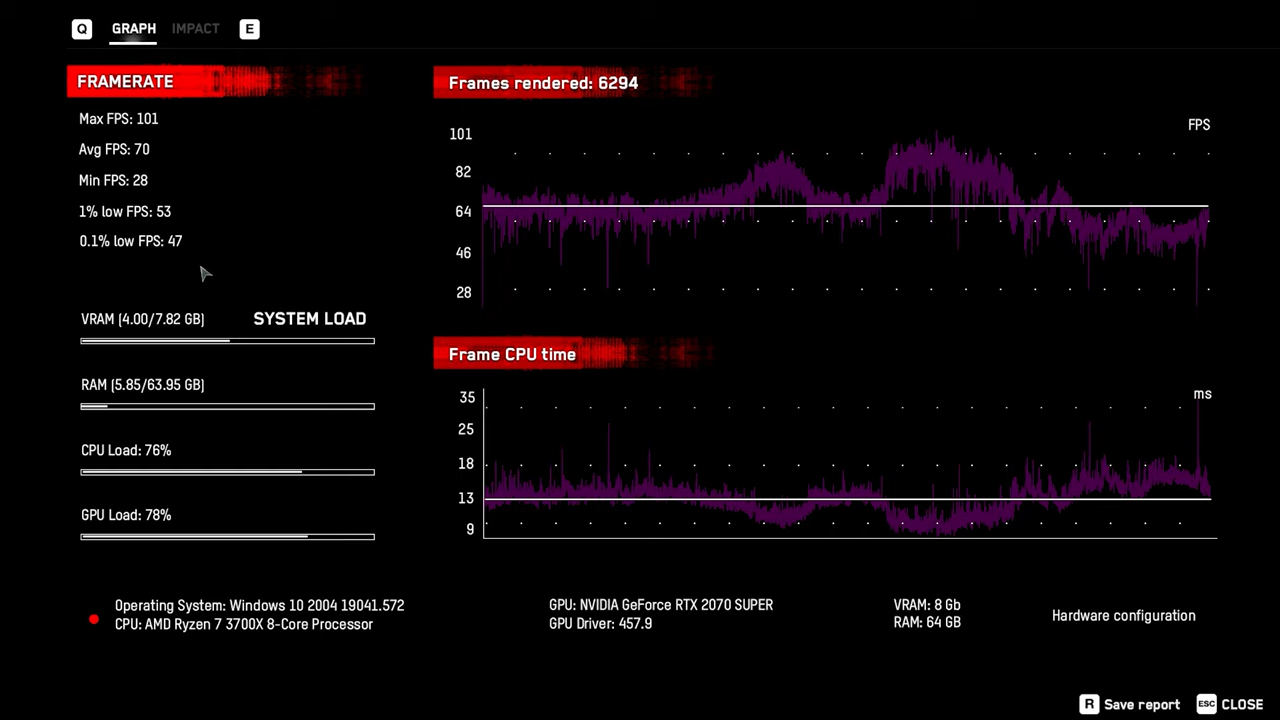 Q GRAPH IMPACT E
FRAMERATE
Max FPS: 101
Avg FPS: 70
Min FPS: 28
1% low FPS: 53
0.1% low FPS: 47
VRAM (4.00/7.82 GB) SYSTEM LOAD
RAM (5.85/63.95 GB)
CPU Load: 76%
GPU Load: 78%
Frames rendered: 6294
FPS
101
82
64
46
28
Frame CPU time
ms
35
25
18
13
9
Operating System: Windows 10 2004 19041.572
CPU: AMD Ryzen 7 3700X 8-Core Processor
GPU: NVIDIA GeForce RTX 2070 SUPER
GPU Driver: 457.9
VRAM: 8 Gb
RAM: 64 GB
Hardware configuration
R Save report ESC CLOSE